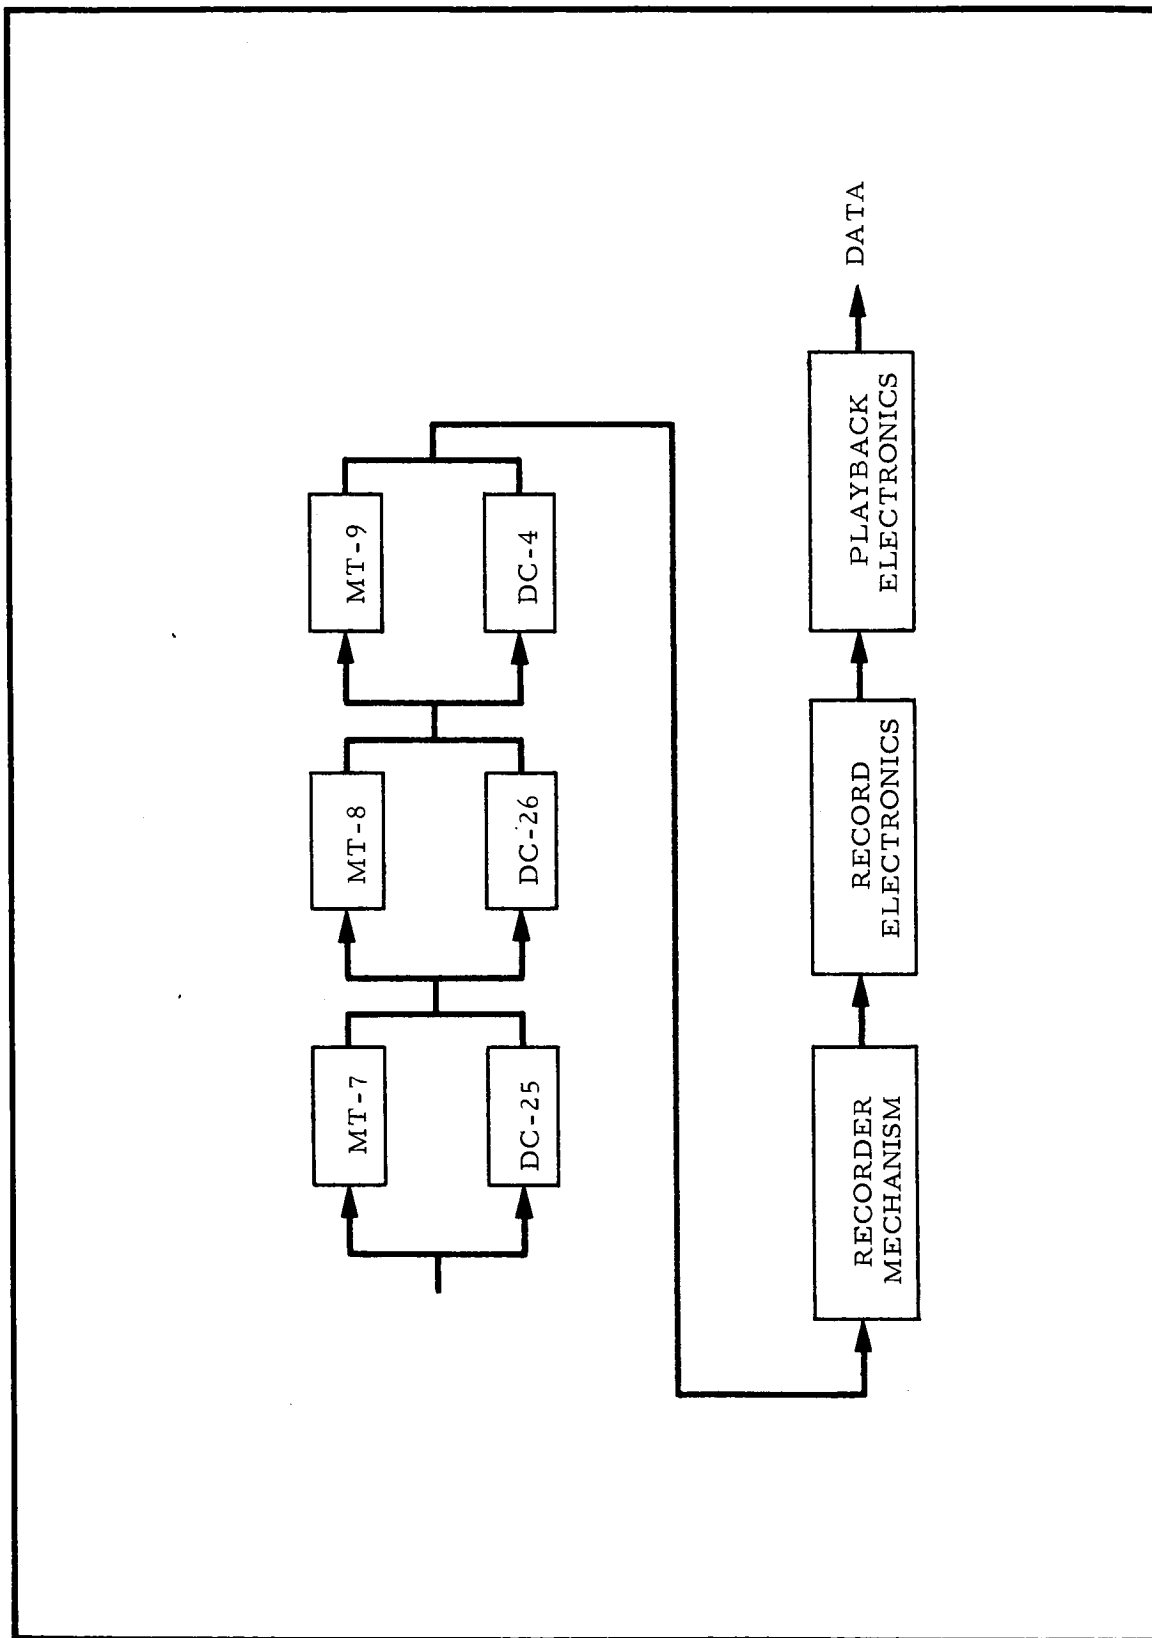 MT-7
MT-8
MT-9
DC-25
DC-26
DC-4
RECORDER
MECHANISM
RECORD
ELECTRONICS
PLAYBACK
ELECTRONICS
DATA